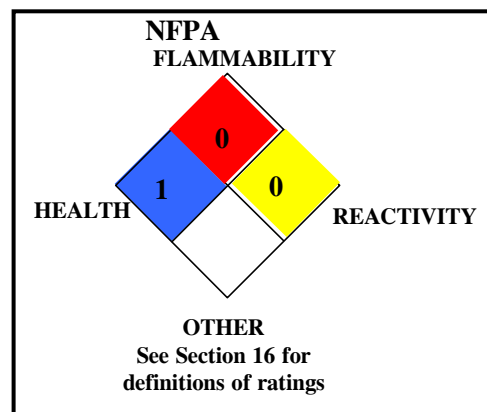 NFPA
FLAMMABILITY
0
1
0
HEALTH
REACTIVITY
OTHER
See Section 16 for
definitions of ratings